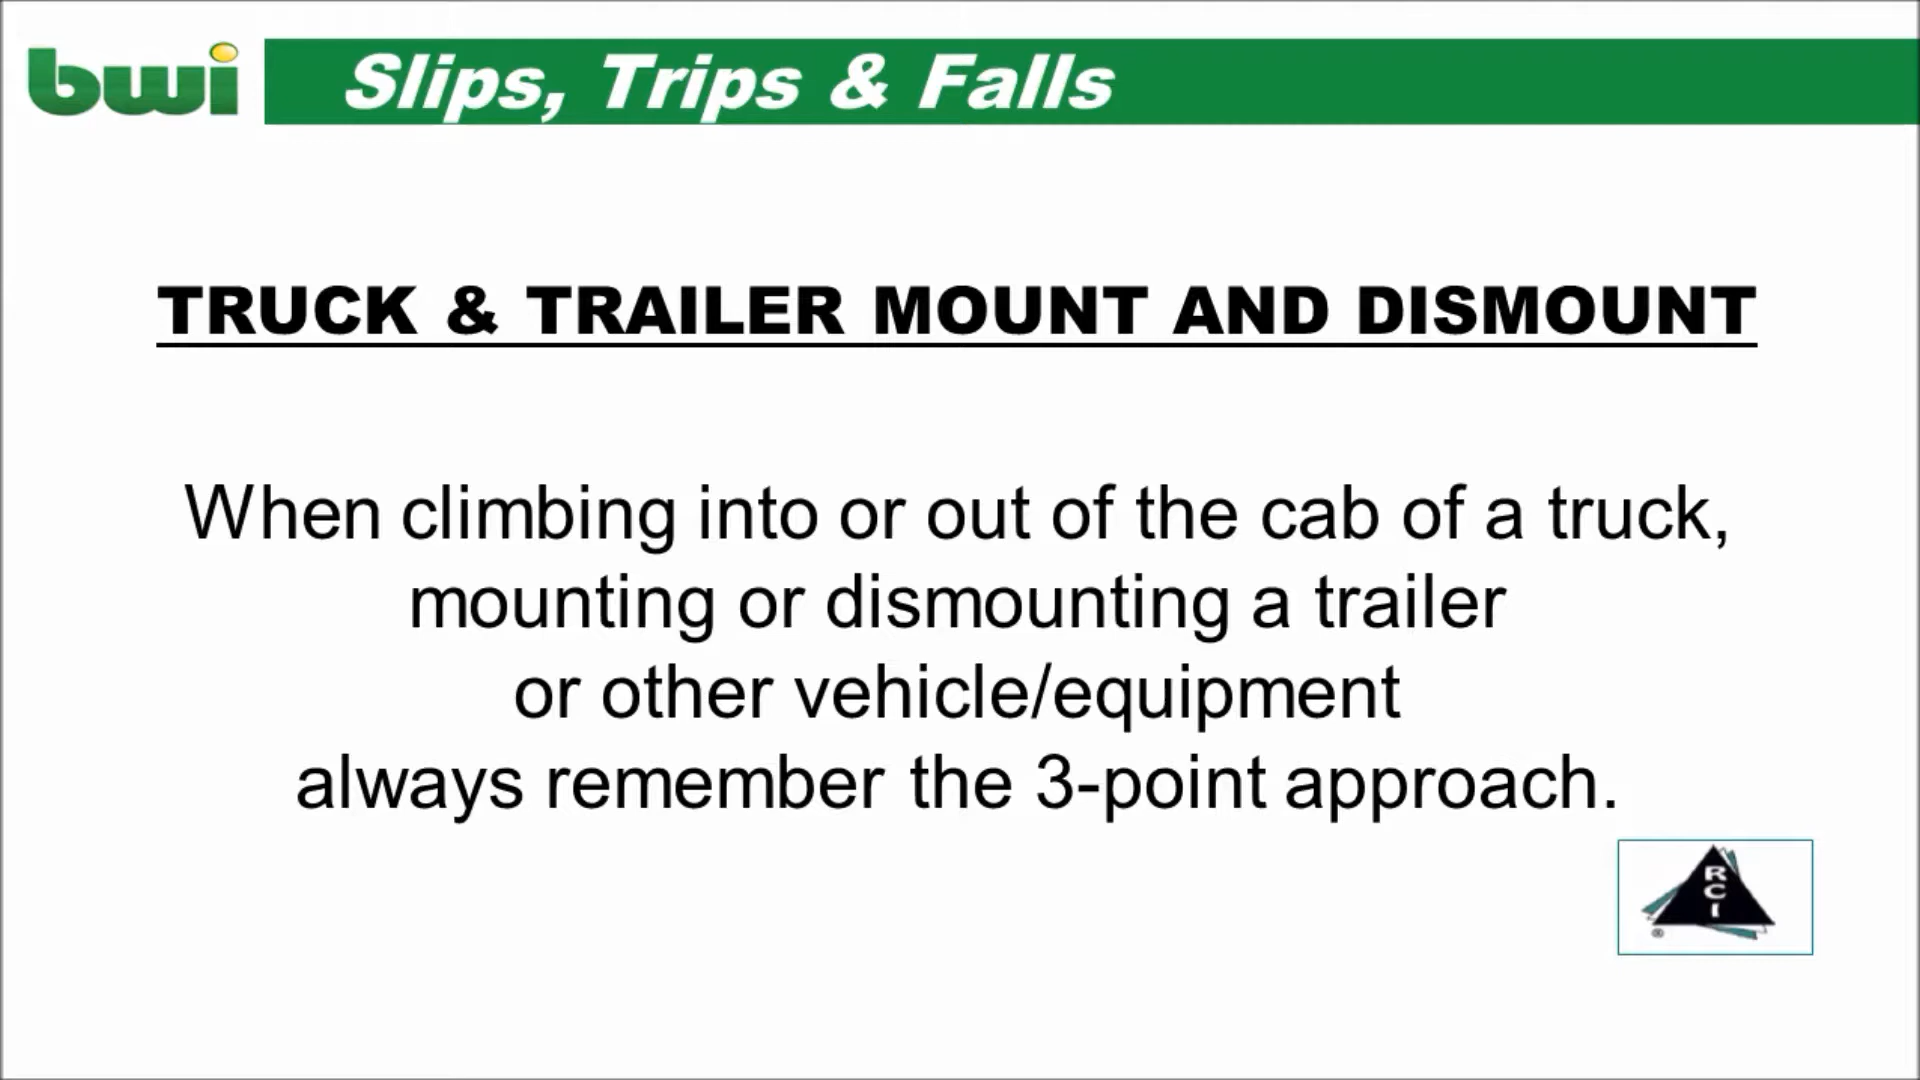 bwi
Slips, Trips & Falls
TRUCK & TRAILER MOUNT AND DISMOUNT
When climbing into or out of the cab of a truck,
mounting or dismounting a trailer
or other vehicle/equipment
always remember the 3-point approach.
RCI
®